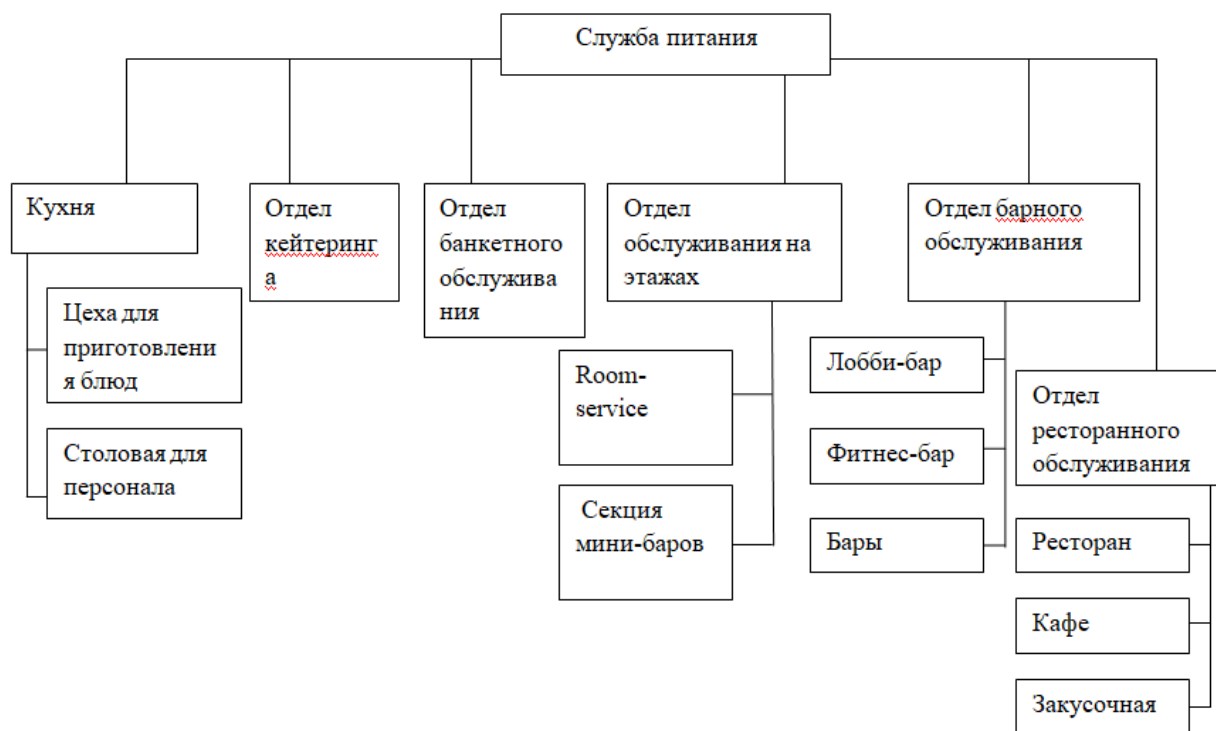 Служба питания
Кухня
Цеха для
приготовлени
я блюд
Столовая для
персонала
Отдел
кейтеринг
а
Отдел
банкетного
обслужива
ния
Отдел
обслуживания на
этажах
Room-
service
Секция
мини-баров
Отдел барного
обслуживания
Лобби-бар
Фитнес-бар
Бары
Отдел
ресторанного
обслуживания
Ресторан
Кафе
Закусочная